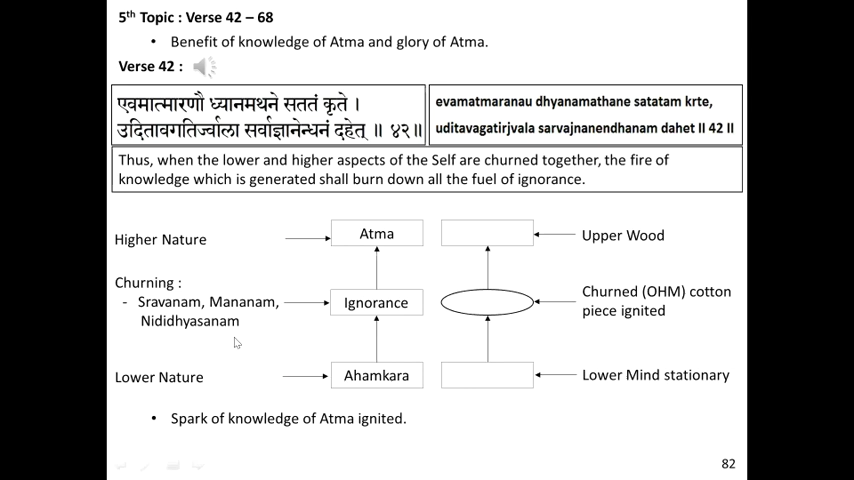 5th Topic : Verse 42 – 68
• Benefit of knowledge of Atma and glory of Atma.
Verse 42 :
एवमात्मारणौ ध्यानमथने सततं कृते ।
उदितावगतिर्ज्वाला सर्वाज्ञानेन्धनं दहेत् ॥ ४२॥
evamatmaranau dhyanamathane satatam krte,
uditavagatirjvala sarvajnanendhanam dahet II 42 II
Thus, when the lower and higher aspects of the Self are churned together, the fire of
knowledge which is generated shall burn down all the fuel of ignorance.
Higher Nature
Atma
Upper Wood
Churning :
- Sravanam, Mananam,
Nididhyasanam
Ignorance
Churned (OHM) cotton
piece ignited
Lower Nature
Ahamkara
Lower Mind stationary
• Spark of knowledge of Atma ignited.
82